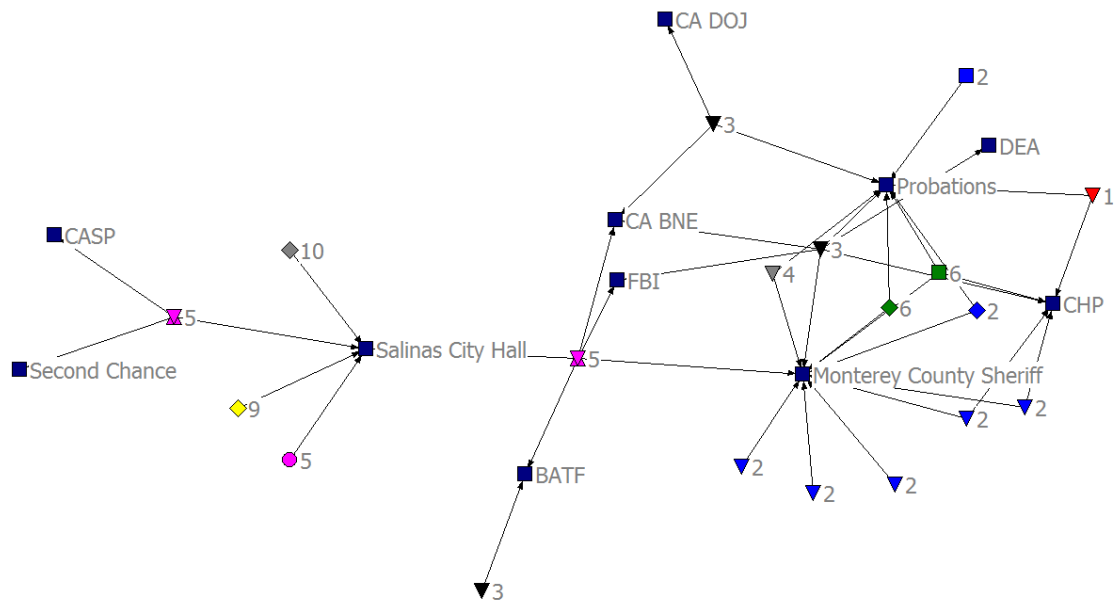 CA DOJ
2
3
DEA
Probations
1
CA BNE
CASP
10
3
4
6
FBI
6
2
CHP
5
Salinas City Hall
5
Second Chance
Monterey County Sheriff
9
2
2
5
2
2
2
BATF
3